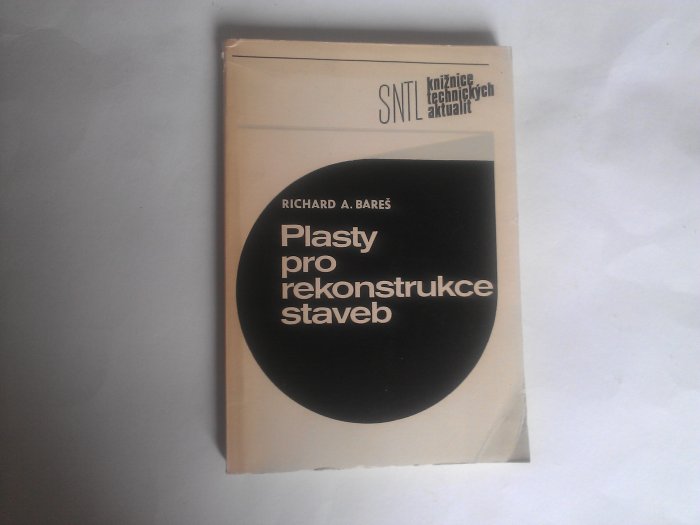 SNTL
knižnice
technických
aktualit
RICHARD A. BAREŠ
Plasty
pro
rekonstrukce
staveb